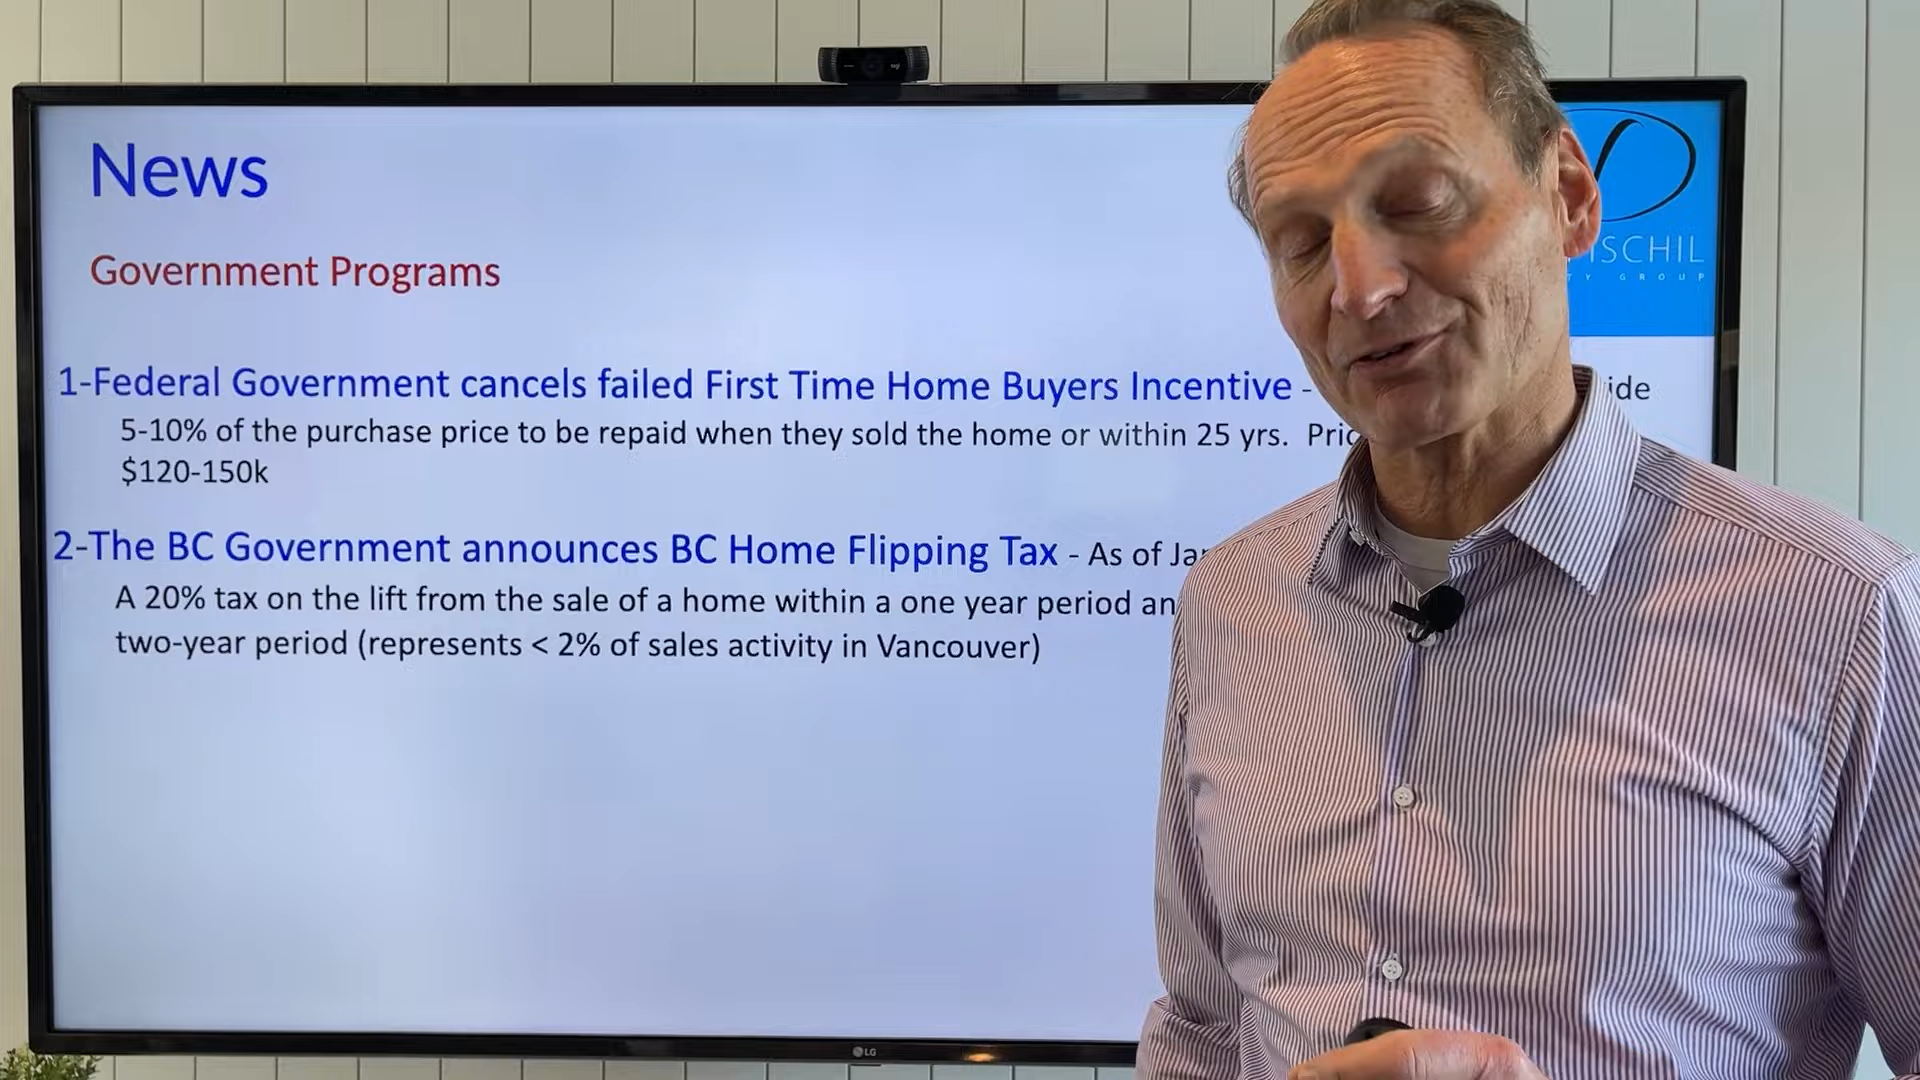 News
Government Programs
1-Federal Government cancels failed First Time Home Buyers Incentive -
5-10% of the purchase price to be repaid when they sold the home or within 25 yrs.
$120-150k
2-The BC Government announces BC Home Flipping Tax - As of
A 20% tax on the lift from the sale of a home within a one year period
two-year period (represents < 2% of sales activity in Vancouver)
GROUP
LG